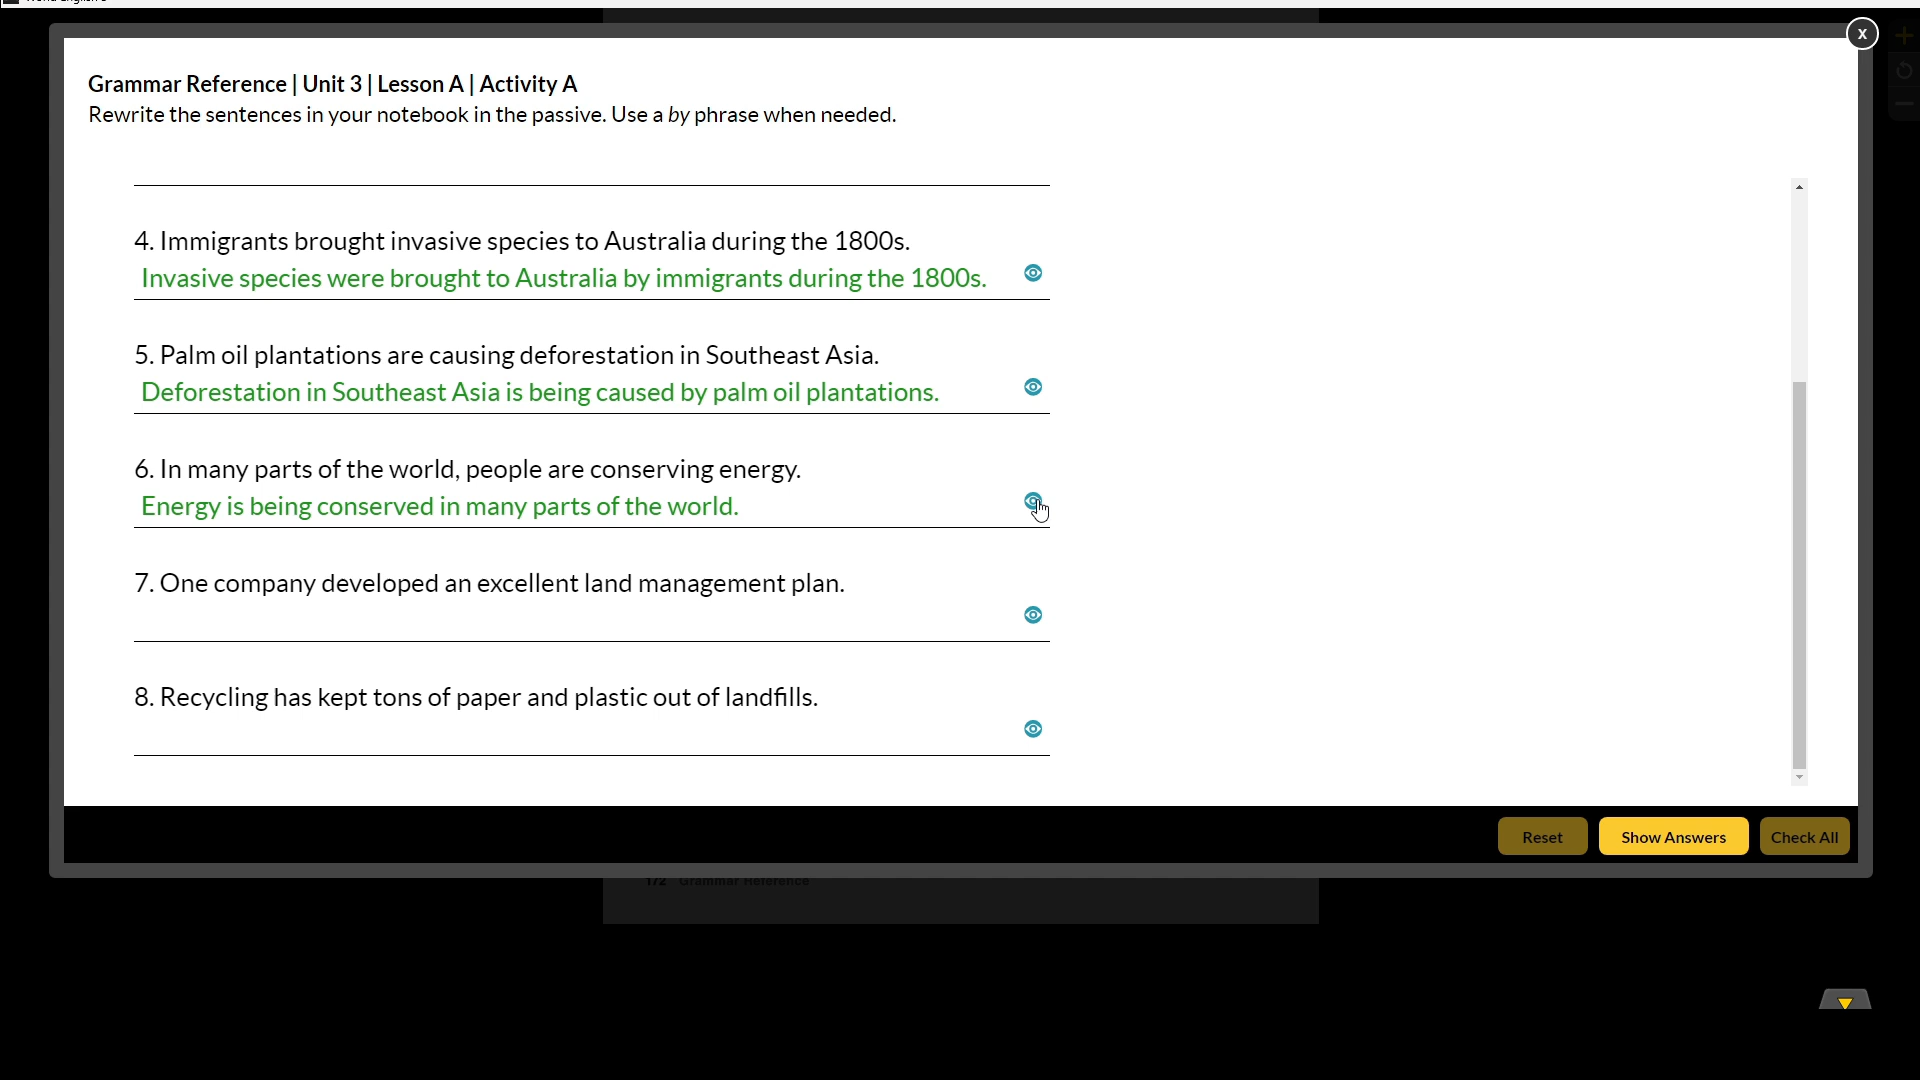 X
Grammar Reference | Unit 3 | Lesson A | Activity A
Rewrite the sentences in your notebook in the passive. Use a by phrase when needed.
4. Immigrants brought invasive species to Australia during the 1800s.
Invasive species were brought to Australia by immigrants during the 1800s.
5. Palm oil plantations are causing deforestation in Southeast Asia.
Deforestation in Southeast Asia is being caused by palm oil plantations.
6. In many parts of the world, people are conserving energy.
Energy is being conserved in many parts of the world.
7. One company developed an excellent land management plan.
8. Recycling has kept tons of paper and plastic out of landfills.
Reset Show Answers Check All
172 Grammar Reference